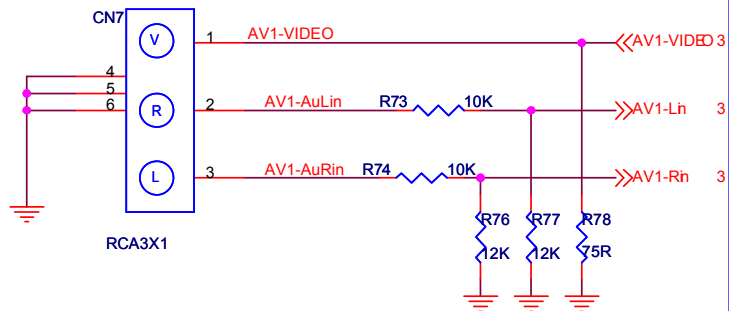 CN7
V
1
AV1-VIDEO
AV1-VIDEO 3
4
5
6
R
2
AV1-AuLin
R73
10K
AV1-Lin
3
L
3
AV1-AuRin
R74
10K
AV1-Rin
3
R76
R77
R78
12K
12K
75R
RCA3X1